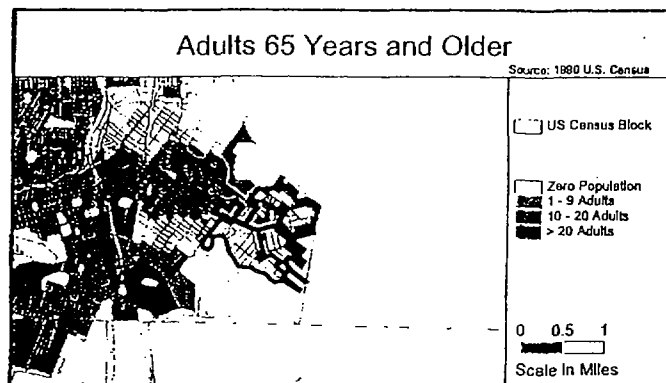 Adults 65 Years and Older
Source: 1990 U.S. Census
US Census Block
Zero Population
1 - 9 Adults
10 - 20 Adults
> 20 Adults
0 0.5 1
Scale In Miles